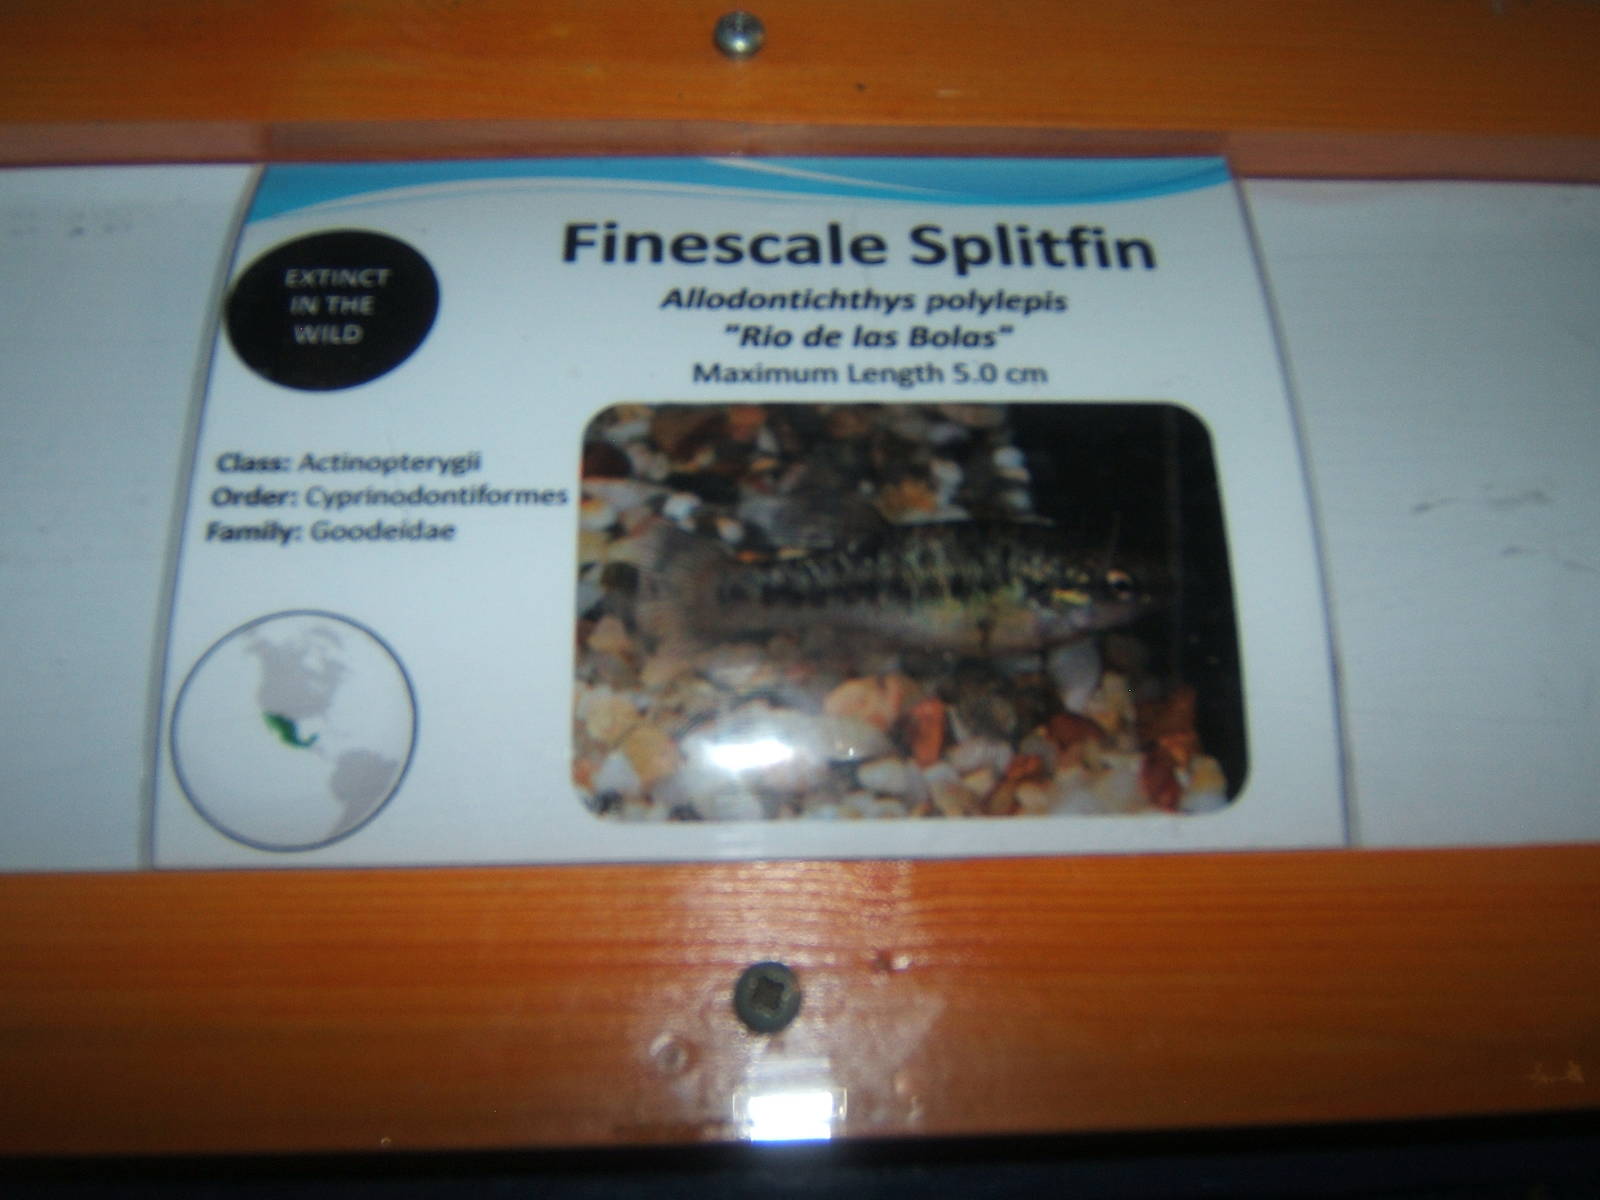 Finescale Splitfin
Allodontichthys polylepis
"Rio de las Bolas"
Maximum Length 5.0 cm
EXTINCT
IN THE
WILD
Class: Actinopterygii
Order: Cyprinodontiformes
Family: Goodeidae